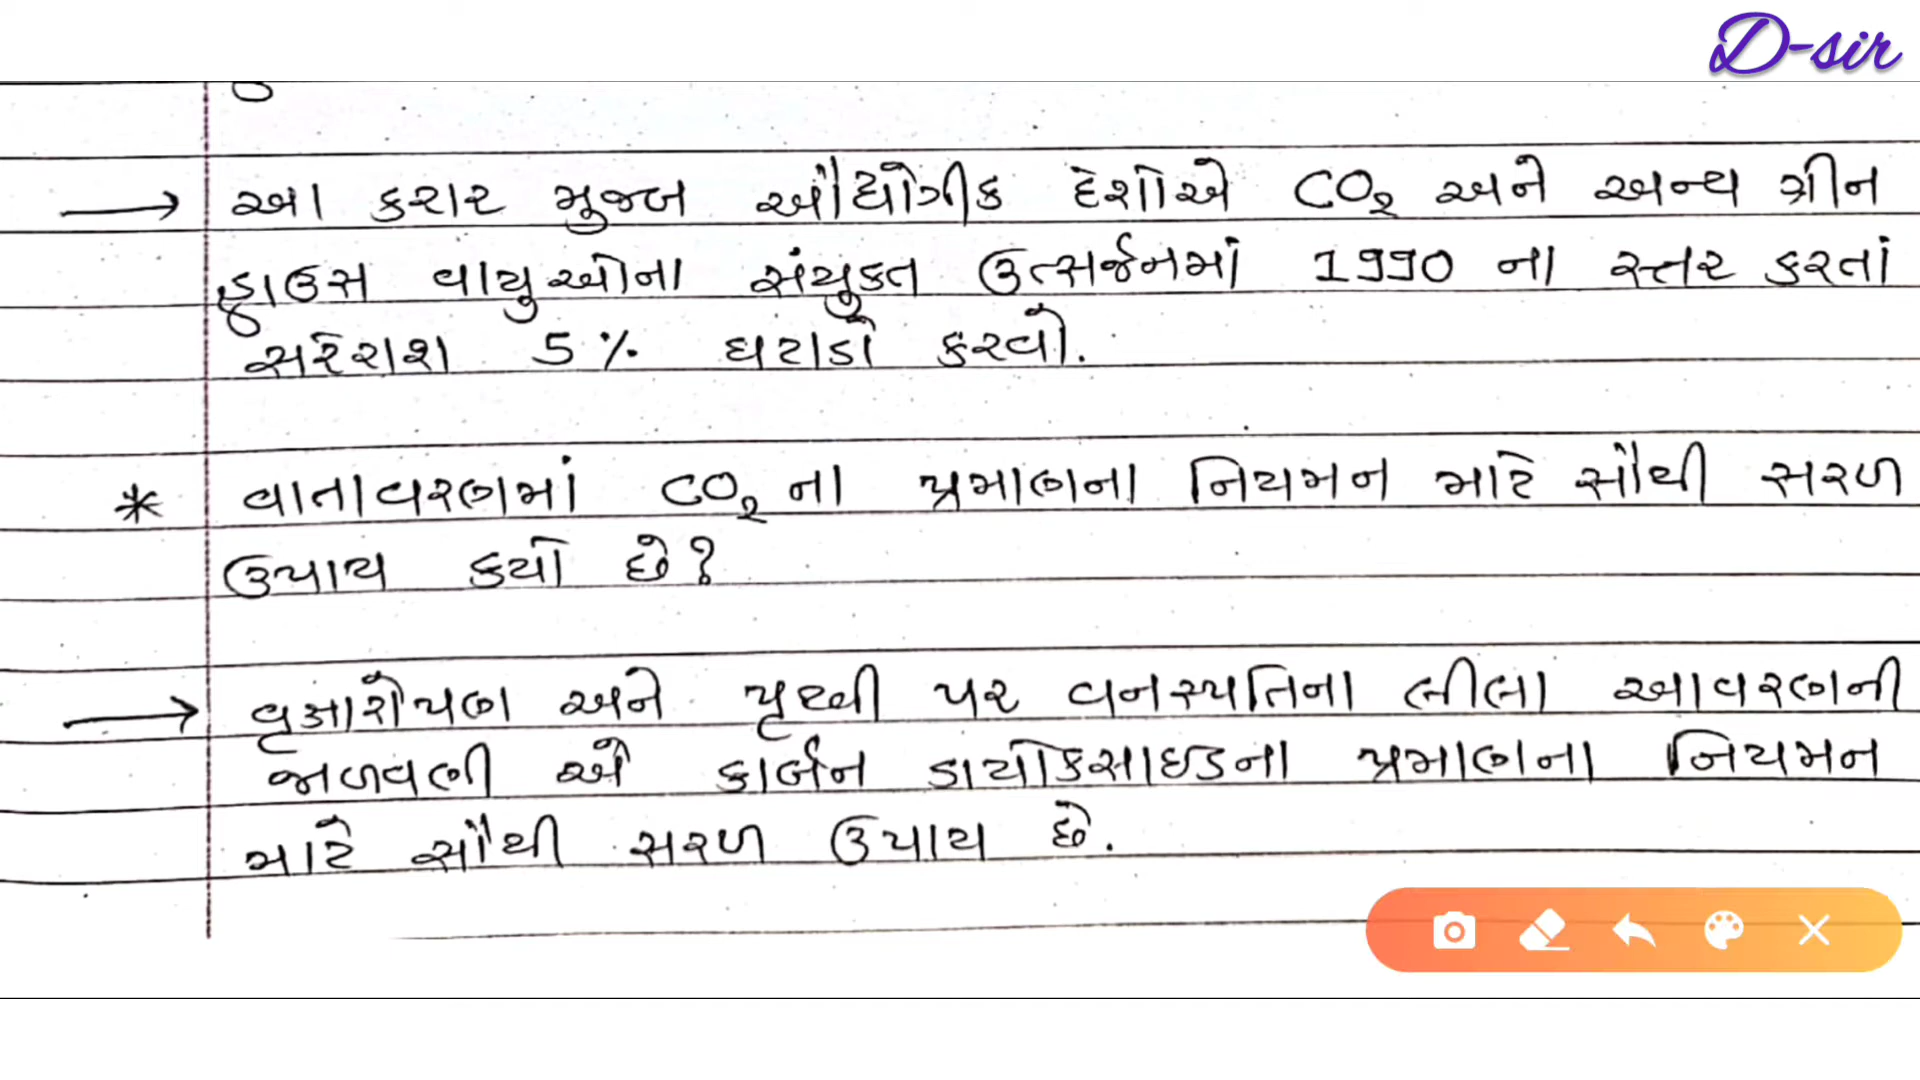 D-sir
→ આ કરાર મુજબ ઔદ્યોગીક દેશોએ CO₂ અને અન્ય ગ્રીન
હાઉસ વાયુઓના સંયુકત ઉત્સર્જનમાં 1990 ના સ્તર કરતાં
સરેરાશ 5% ઘટાડો કરવો.
* વાતાવરણમાં CO₂ ના પ્રમાણના નિયમન માટે સૌથી સરળ
ઉપાય કયો છે?
→ વૃક્ષારોપણ અને પૃથ્વી પર વનસ્પતિના લીલા આવરણની
જાળવણી એ કાર્બન ડાયોકસાઇડના પ્રમાણના નિયમન
માટે સૌથી સરળ ઉપાય છે.